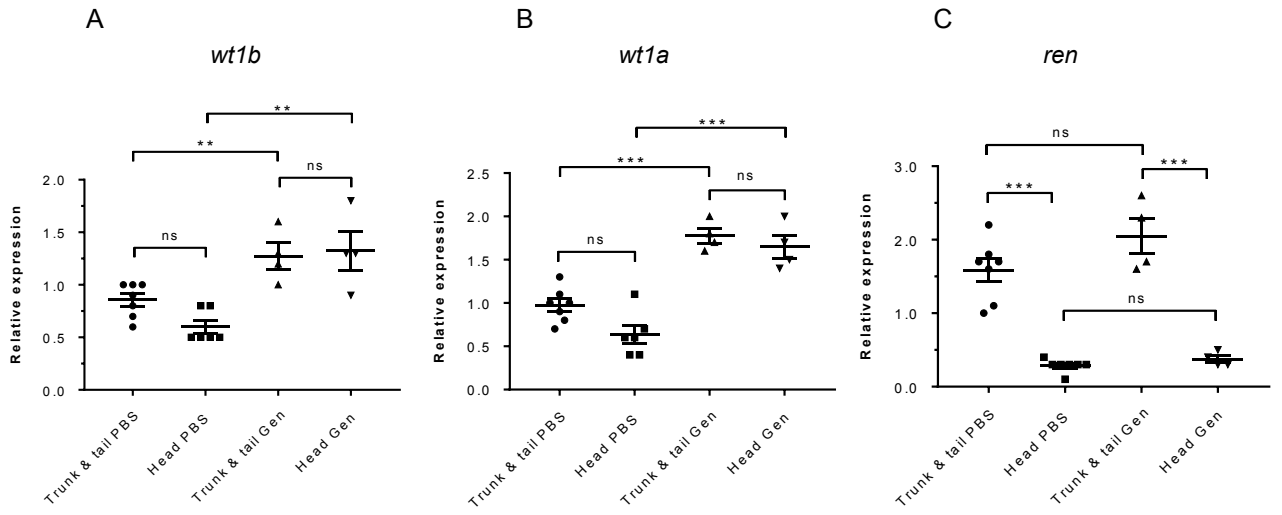 A
wt1b
**
**
ns
ns
Relative expression
2.0
1.5
1.0
0.5
0.0
Trunk & tail PBS
Head PBS
Trunk & tail Gen
Head Gen
B
wt1a
***
***
ns
ns
Relative expression
2.5
2.0
1.5
1.0
0.5
0.0
Trunk & tail PBS
Head PBS
Trunk & tail Gen
Head Gen
C
ren
ns
***
***
ns
Relative expression
3.0
2.0
1.0
0.0
Trunk & tail PBS
Head PBS
Trunk & tail Gen
Head Gen